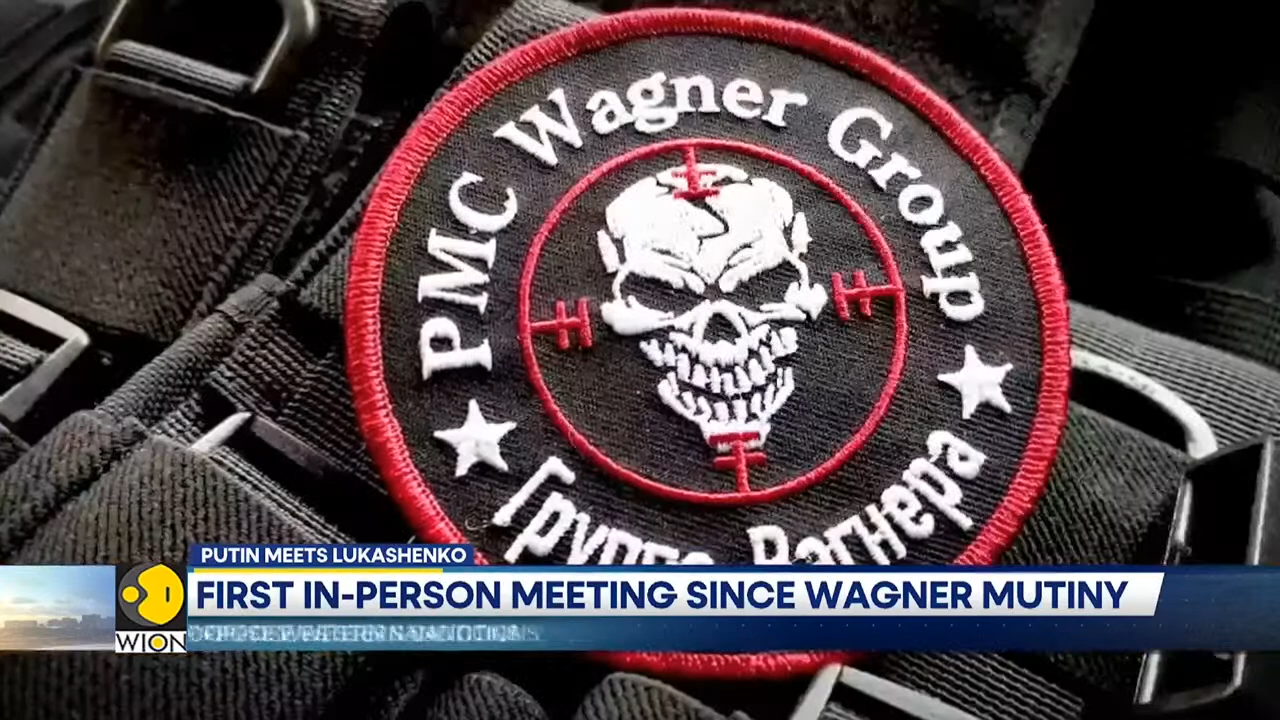 PMC Wagner Group
Группа Вагнера
PUTIN MEETS LUKASHENKO
FIRST IN-PERSON MEETING SINCE WAGNER MUTINY
WION